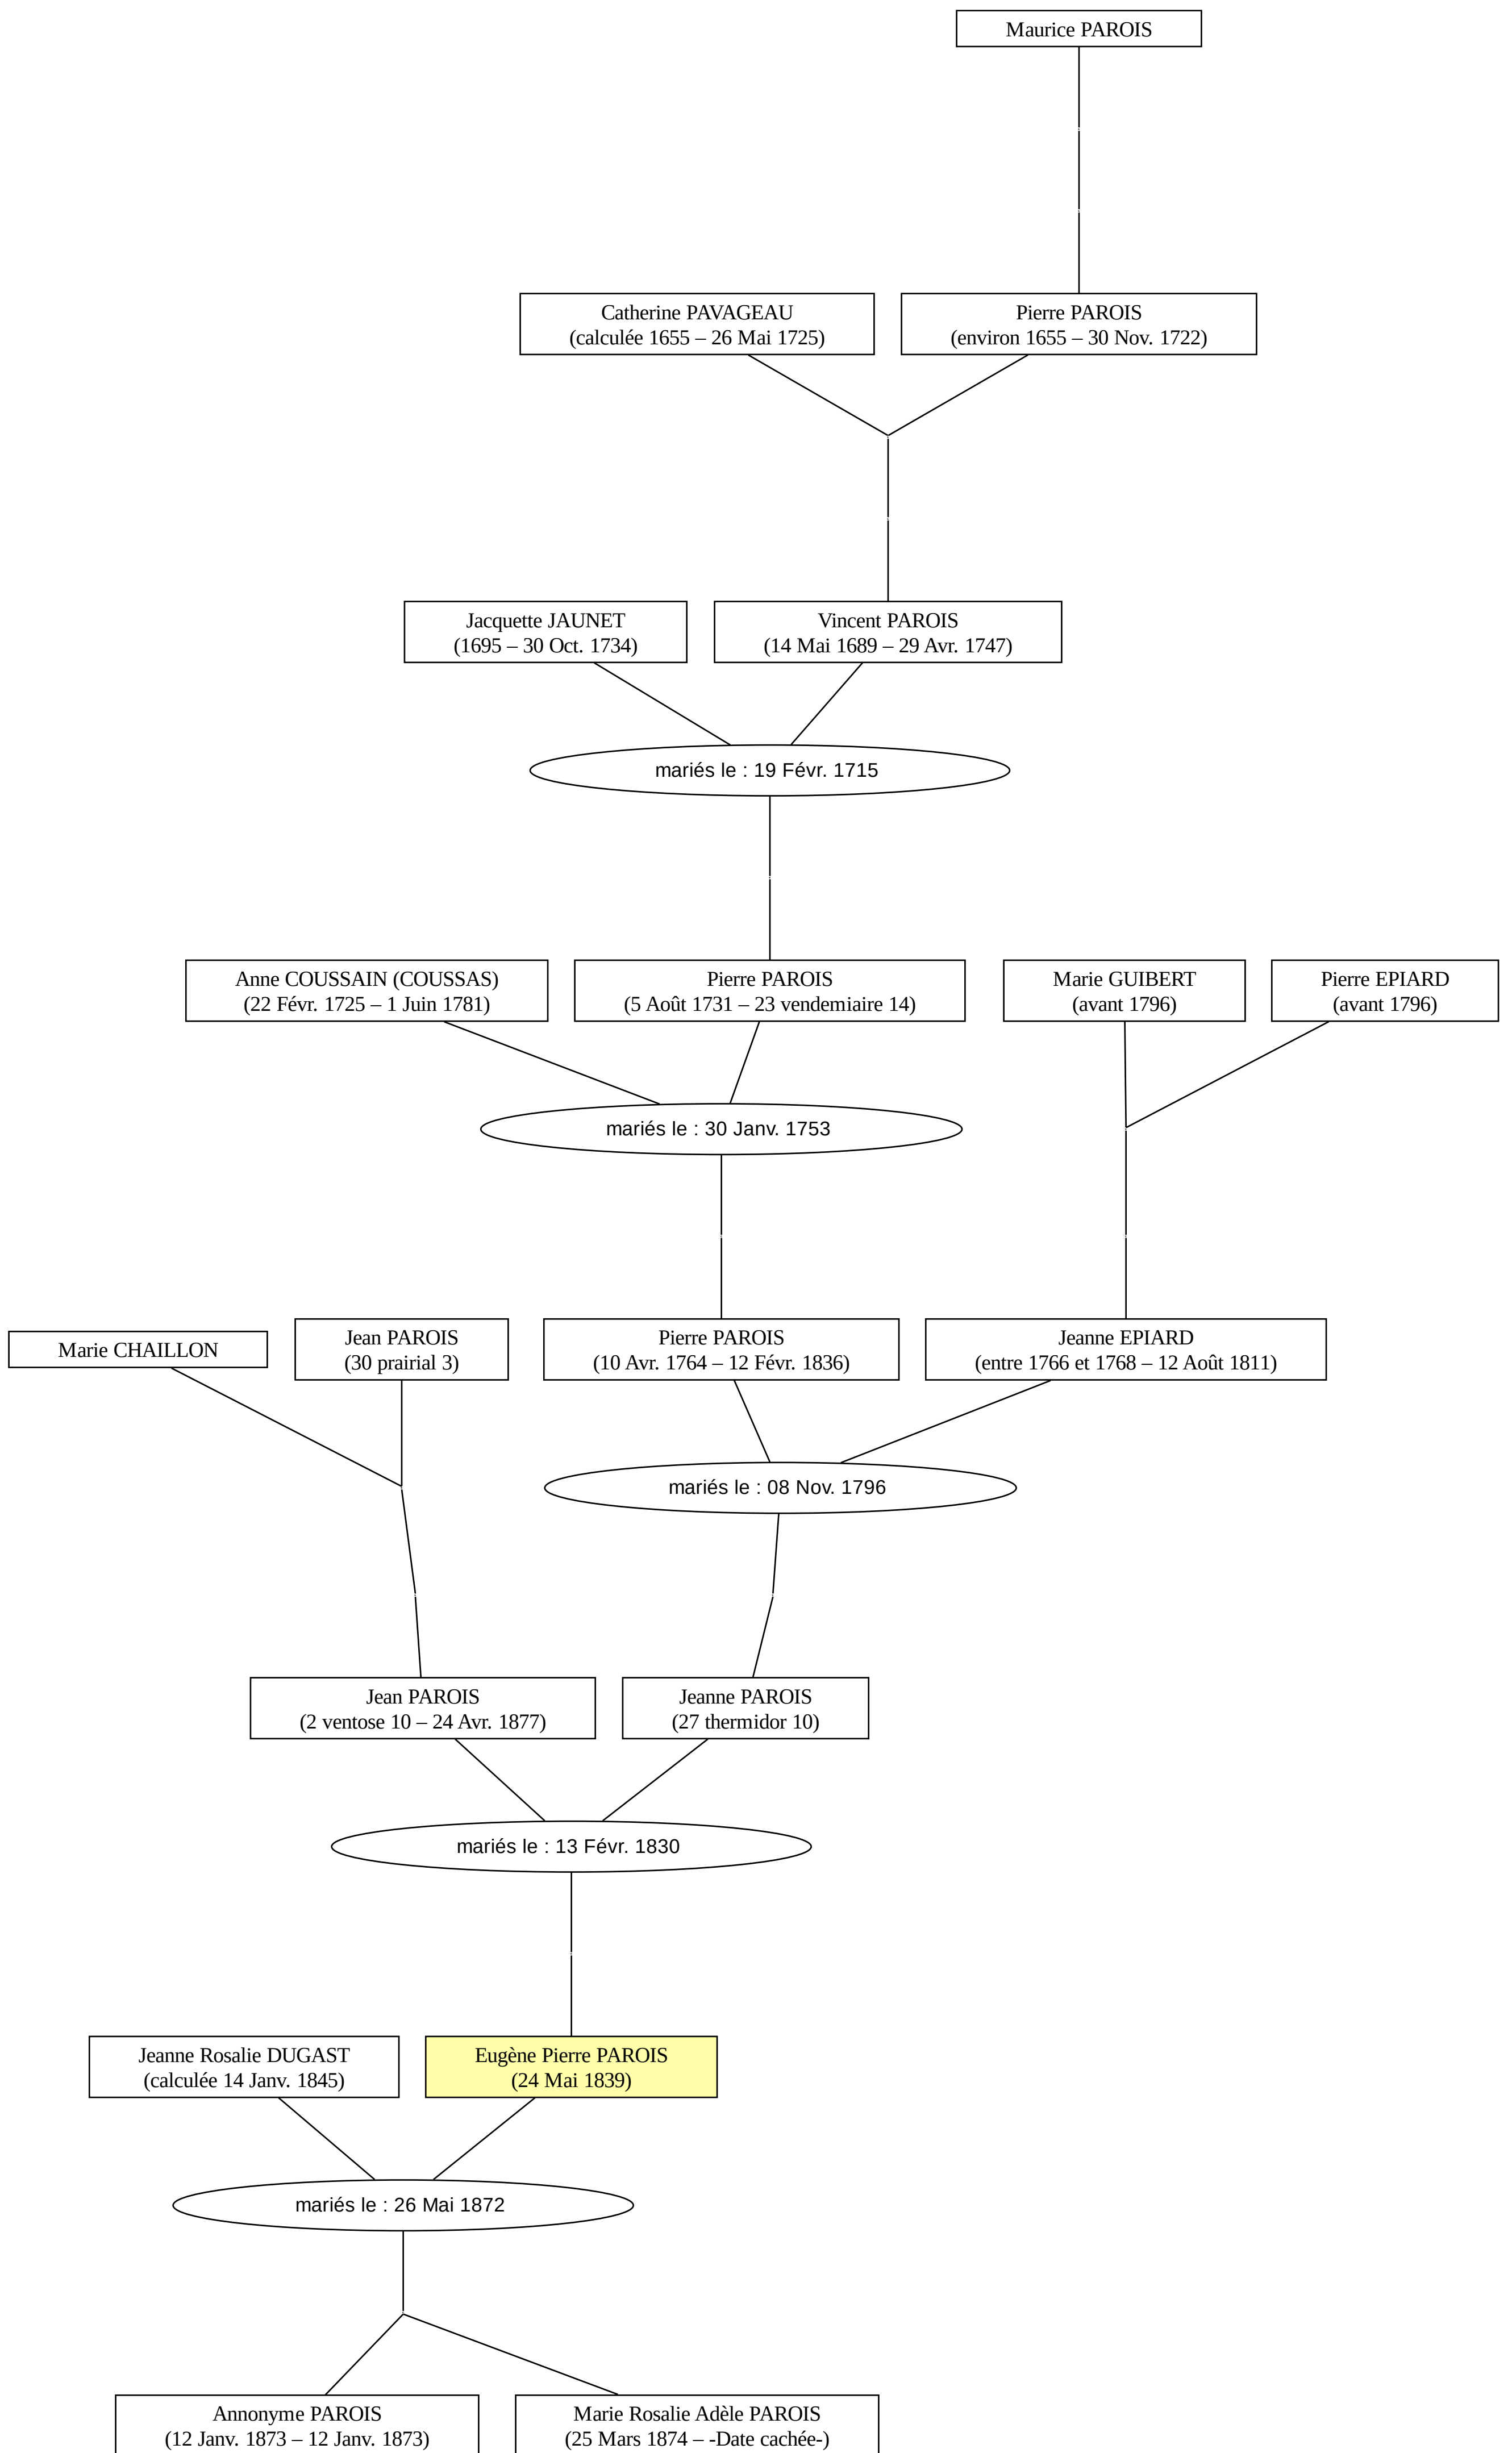 Maurice PAROIS
Catherine PAVAGEAU
(calculée 1655 – 26 Mai 1725)
Pierre PAROIS
(environ 1655 – 30 Nov. 1722)
Jacquette JAUNET
(1695 – 30 Oct. 1734)
Vincent PAROIS
(14 Mai 1689 – 29 Avr. 1747)
mariés le : 19 Févr. 1715
Anne COUSSAIN (COUSSAS)
(22 Févr. 1725 – 1 Juin 1781)
Pierre PAROIS
(5 Août 1731 – 23 vendemiaire 14)
Marie GUIBERT
(avant 1796)
Pierre EPIARD
(avant 1796)
mariés le : 30 Janv. 1753
Marie CHAILLON
Jean PAROIS
(30 prairial 3)
Pierre PAROIS
(10 Avr. 1764 – 12 Févr. 1836)
Jeanne EPIARD
(entre 1766 et 1768 – 12 Août 1811)
mariés le : 08 Nov. 1796
Jean PAROIS
(2 ventose 10 – 24 Avr. 1877)
Jeanne PAROIS
(27 thermidor 10)
mariés le : 13 Févr. 1830
Jeanne Rosalie DUGAST
(calculée 14 Janv. 1845)
Eugène Pierre PAROIS
(24 Mai 1839)
mariés le : 26 Mai 1872
Annonyme PAROIS
(12 Janv. 1873 – 12 Janv. 1873)
Marie Rosalie Adèle PAROIS
(25 Mars 1874 – -Date cachée-)